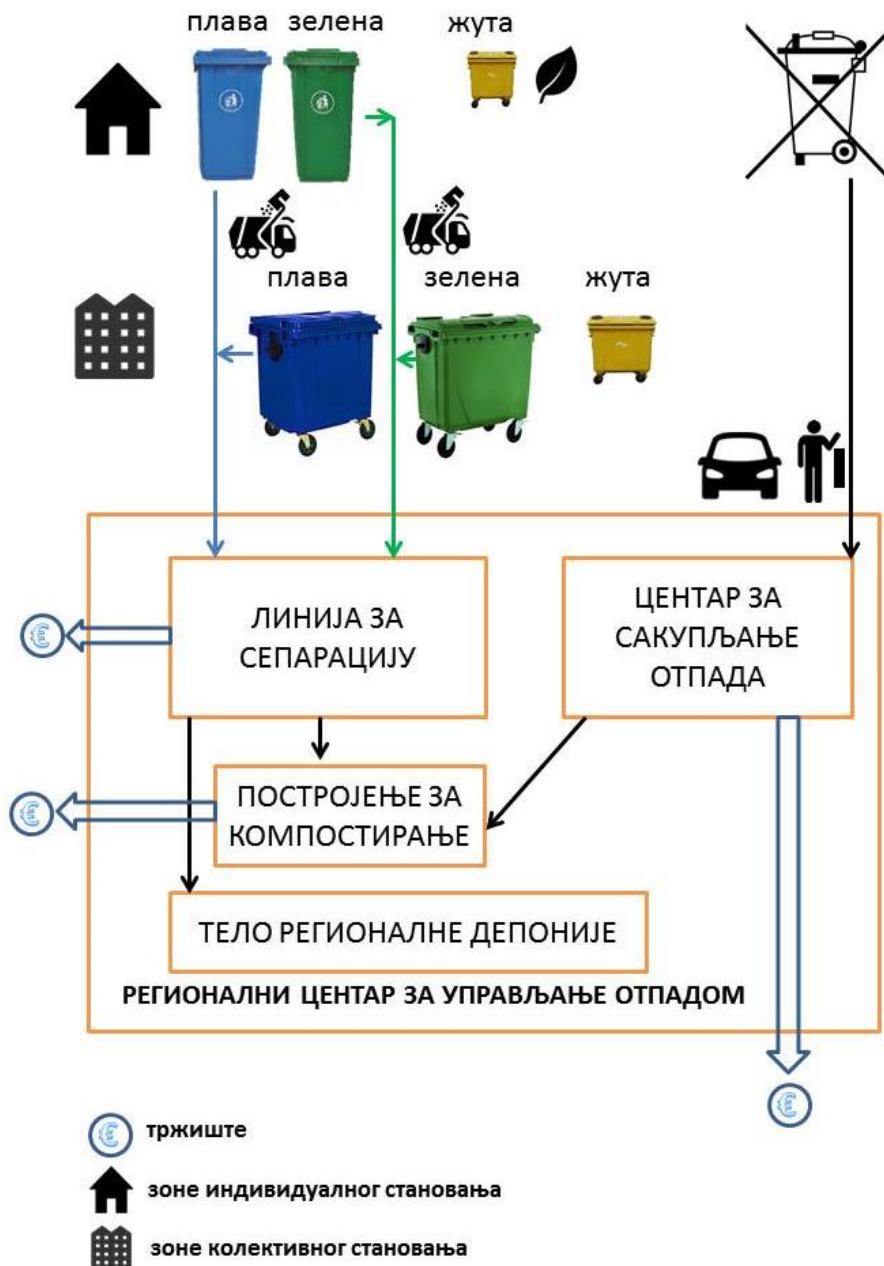 плава зелена жута
плава зелена жута
ЛИНИЈА ЗА
СЕПАРАЦИЈУ
ЦЕНТАР ЗА
САКУПЉАЊЕ
ОТПАДА
ПОСТРОЈЕЊЕ ЗА
КОМПОСТИРАЊЕ
ТЕЛО РЕГИОНАЛНЕ ДЕПОНИЈЕ
РЕГИОНАЛНИ ЦЕНТАР ЗА УПРАВЉАЊЕ ОТПАДОМ
тржиште
зоне индивидуалног становања
зоне колективног становања